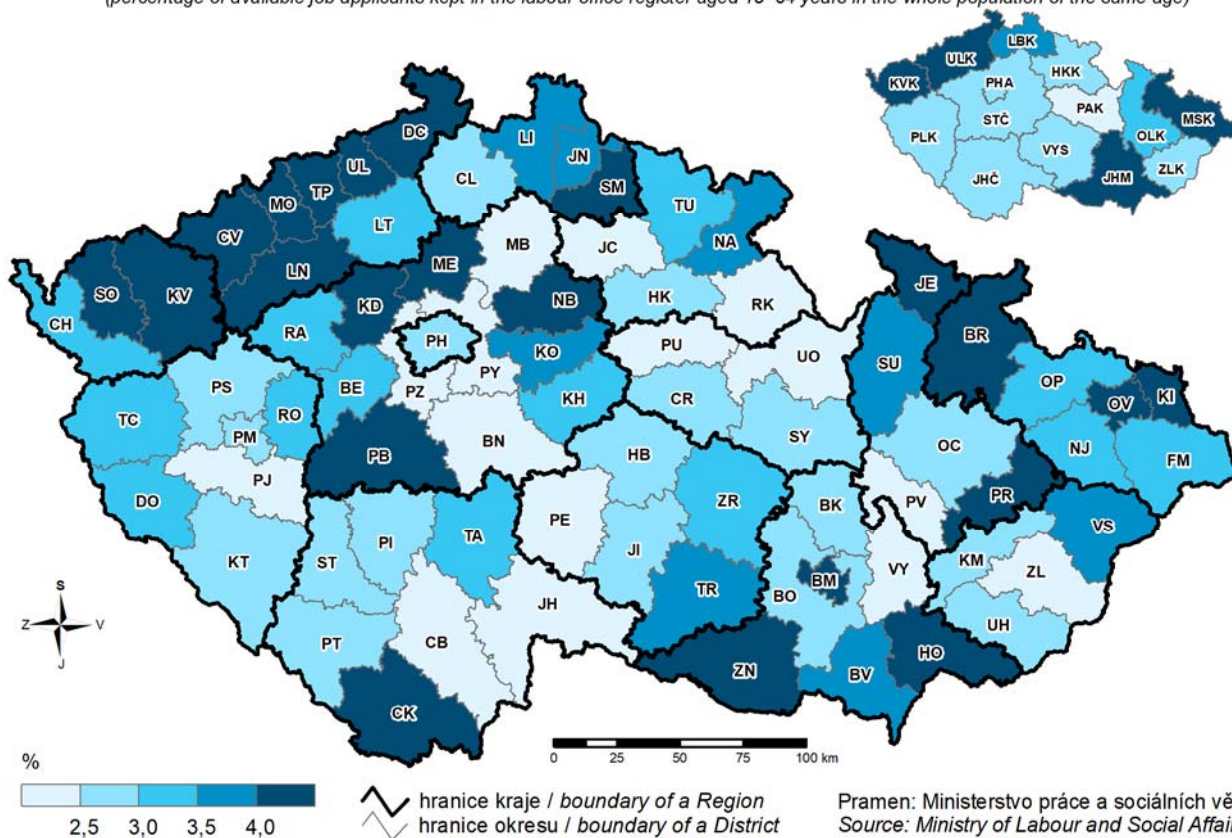 (percentage of available job applicants kept in the labour office register aged 15–64 years in the whole population of the same age)
LBK
ULK
KVK
PHA
HKK
STČ
PAK
MSK
PLK
OLK
VYS
ZLK
JHČ
JHM
DC
LI
JN
UL
TP
CL
SM
MO
TU
CV
LT
NA
MB
JC
ME
LN
SO
KV
NB
JE
KD
HK
RK
CH
RA
BR
PH
KO
PU
UO
SU
PS
BE
PZ
PY
OP
KI
RO
KH
CR
OV
TC
PM
SY
OC
BN
NJ
FM
PB
HB
PJ
DO
PR
ZR
PV
VS
BK
PE
TA
PI
JI
ST
KT
KM
VY
ZL
BM
TR
BO
JH
UH
PT
CB
HO
ZN
BV
CK
S
Z V
J
0 25 50 75 100 km
%
2,5 3,0 3,5 4,0
hranice kraje / boundary of a Region
hranice okresu / boundary of a District
Pramen: Ministerstvo práce a sociálních vě
Source: Ministry of Labour and Social Affair